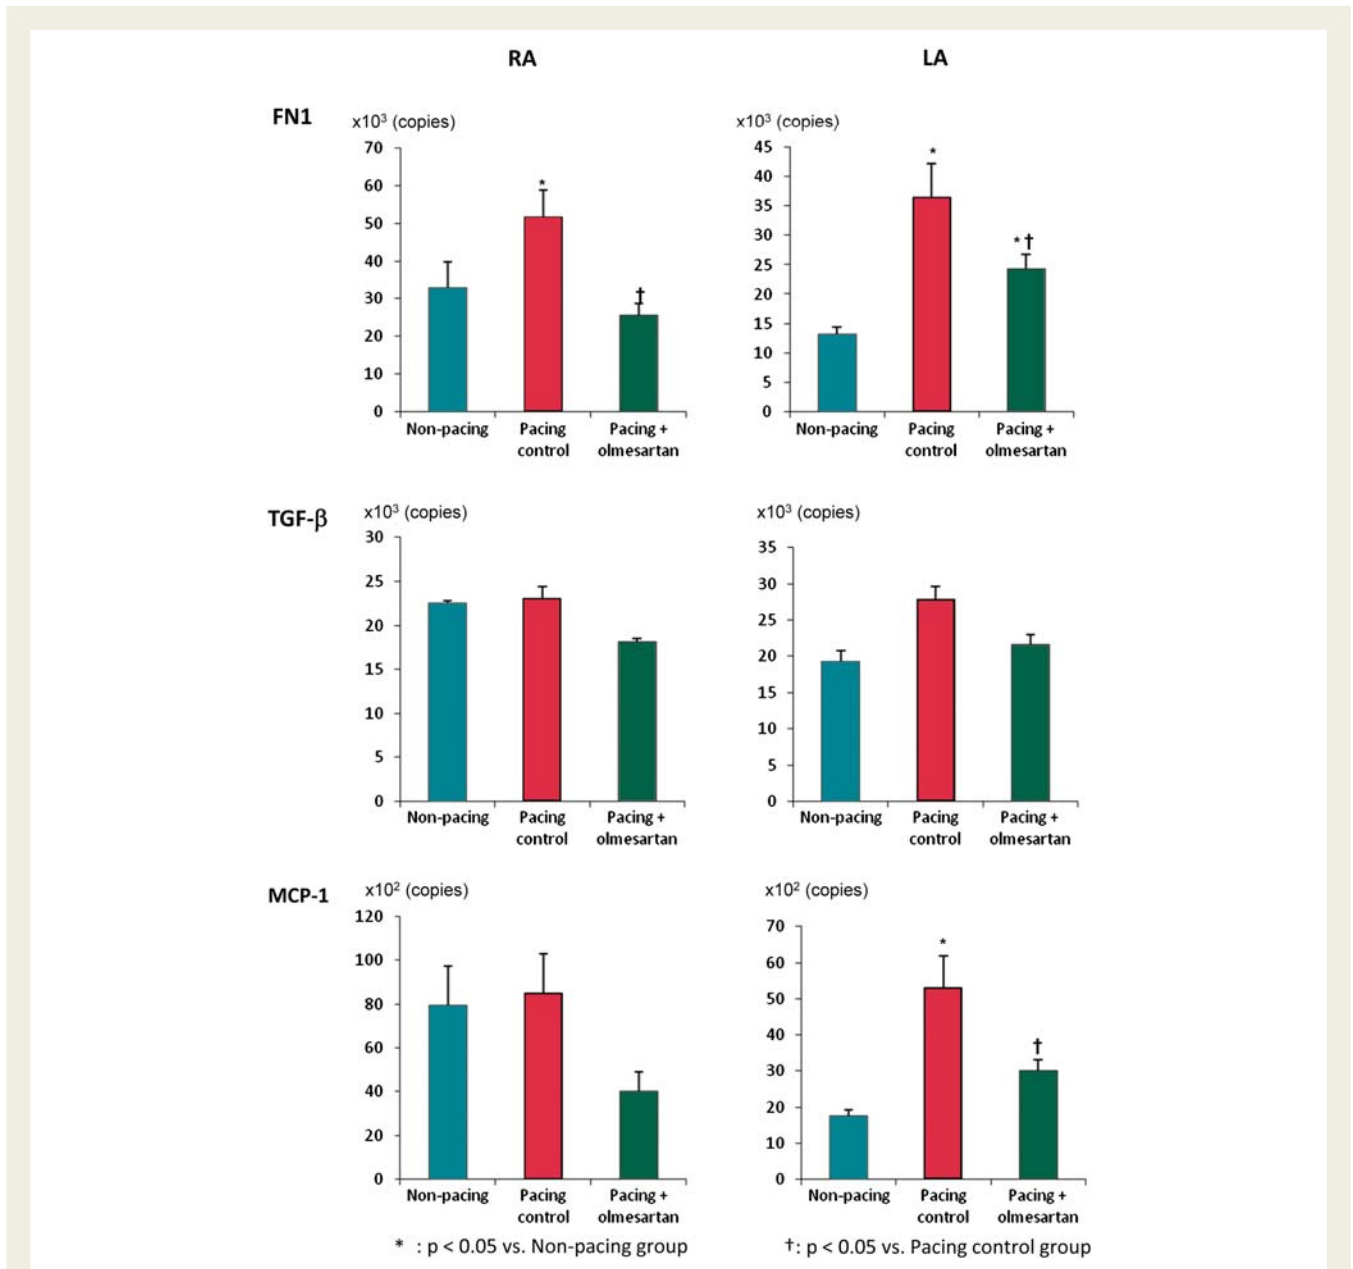 RA
LA
FN1
x10³ (copies)
70
60
50
40
30
20
10
0
*
†
Non-pacing
Pacing control
Pacing + olmesartan
x10³ (copies)
45
40
35
30
25
20
15
10
5
0
*
* †
Non-pacing
Pacing control
Pacing + olmesartan
TGF-β
x10³ (copies)
30
25
20
15
10
5
0
Non-pacing
Pacing control
Pacing + olmesartan
x10³ (copies)
35
30
25
20
15
10
5
0
Non-pacing
Pacing control
Pacing + olmesartan
MCP-1
x10² (copies)
120
100
80
60
40
20
0
Non-pacing
Pacing control
Pacing + olmesartan
x10² (copies)
70
60
50
40
30
20
10
0
*
†
Non-pacing
Pacing control
Pacing + olmesartan
* : p < 0.05 vs. Non-pacing group
†: p < 0.05 vs. Pacing control group